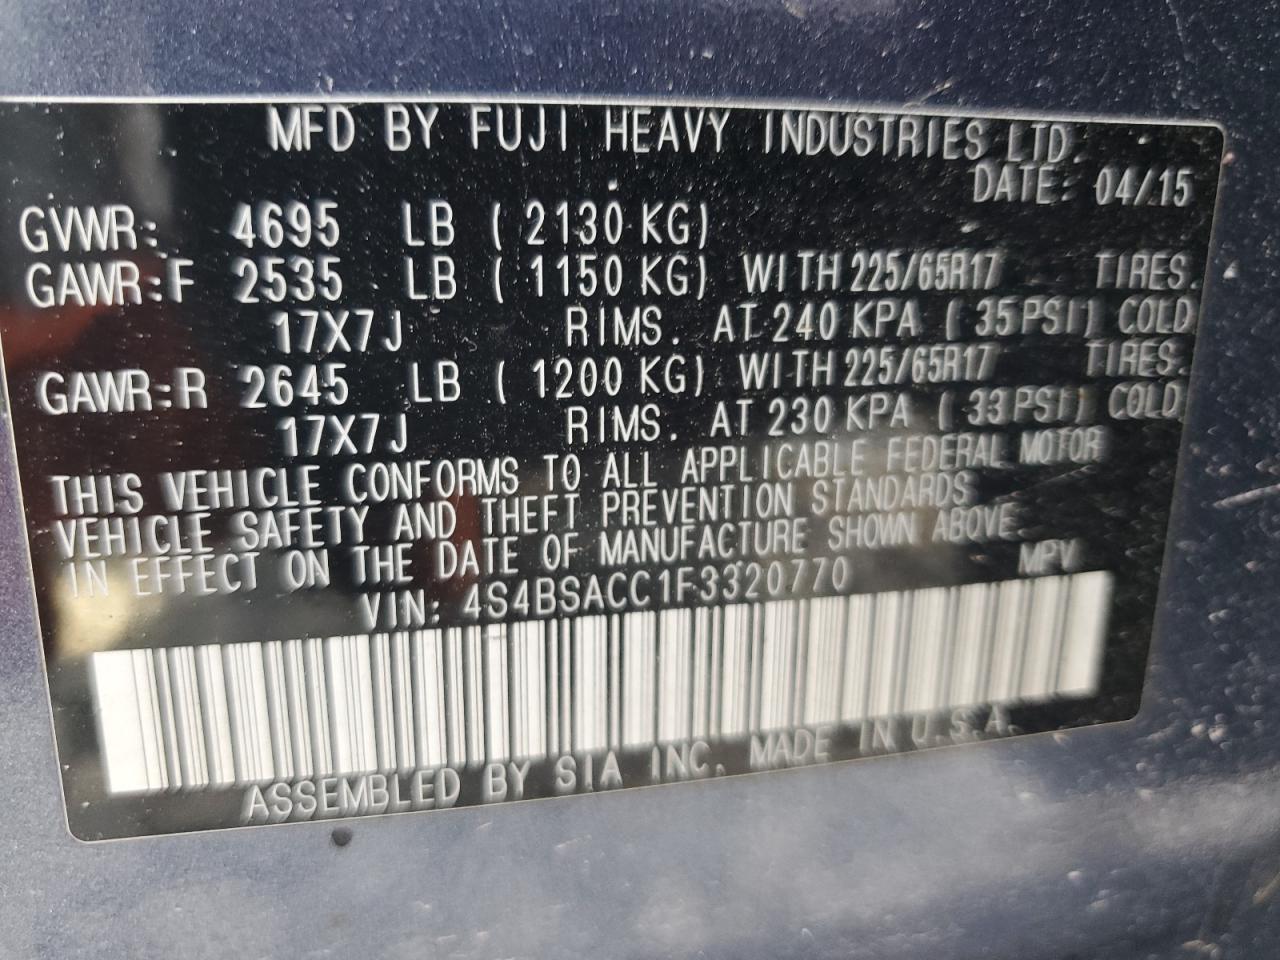 MFD BY FUJI HEAVY INDUSTRIES LTD.
DATE: 04/15
GVWR: 4695 LB ( 2130 KG)
GAWR:F 2535 LB ( 1150 KG) WITH 225/65R17 TIRES.
17X7J RIMS. AT 240 KPA ( 35PSI) COLD
GAWR:R 2645 LB ( 1200 KG) WITH 225/65R17 TIRES.
17X7J RIMS. AT 230 KPA ( 33PSI) COLD
THIS VEHICLE CONFORMS TO ALL APPLICABLE FEDERAL MOTOR
VEHICLE SAFETY AND THEFT PREVENTION STANDARDS
IN EFFECT ON THE DATE OF MANUFACTURE SHOWN ABOVE.
VIN: 4S4BSACC1F3320770 MPV
ASSEMBLED BY SIA INC. MADE IN U.S.A.